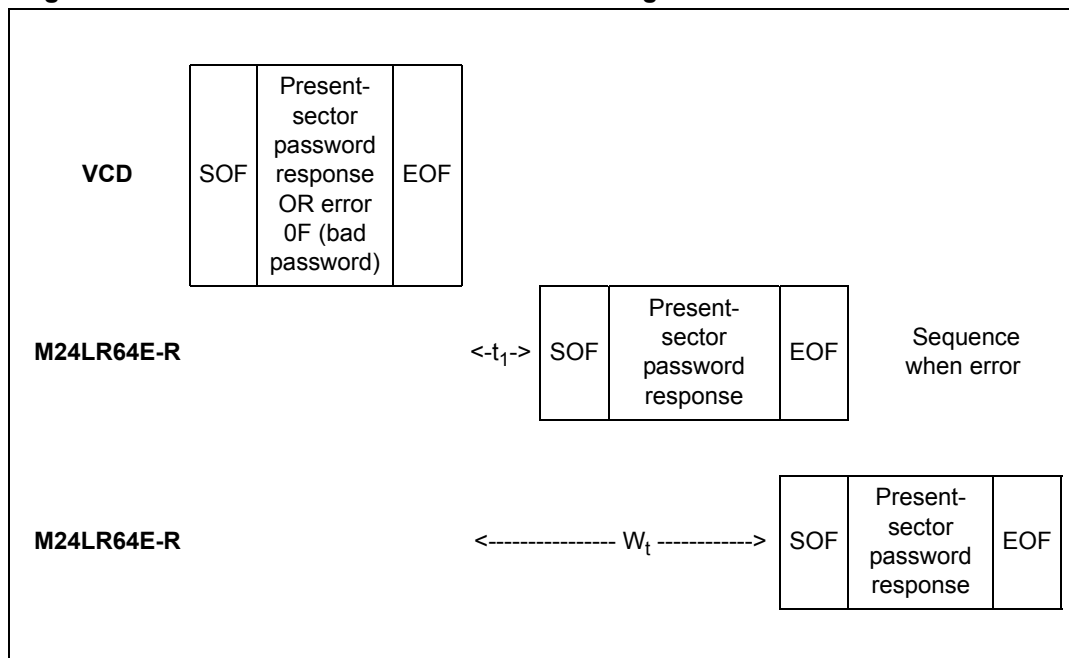 VCD
SOF
Present-
sector
password
response
OR error
0F (bad
password)
EOF
M24LR64E-R
<-t1->
SOF
Present-
sector
password
response
EOF
Sequence
when error
M24LR64E-R
<---------------- Wt ------------>
SOF
Present-
sector
password
response
EOF